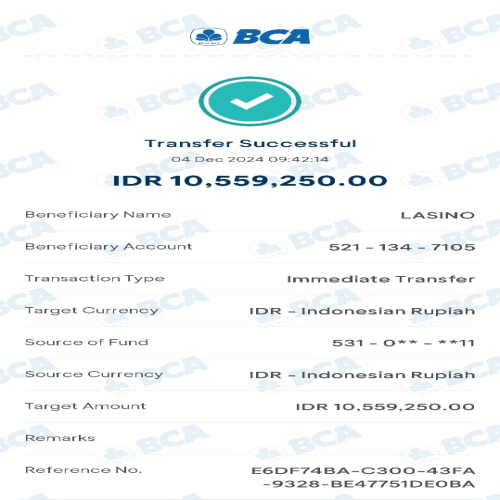 BCA
Transfer Successful
04 Dec 2024 09:42:14
IDR 10,559,250.00
Beneficiary Name LASINO
Beneficiary Account 521 - 134 - 7105
Transaction Type Immediate Transfer
Target Currency IDR - Indonesian Rupiah
Source of Fund 531 - 0** - **11
Source Currency IDR - Indonesian Rupiah
Target Amount IDR 10,559,250.00
Remarks
Reference No. E6DF74BA-C300-43FA
-9328-BE47751DE0BA